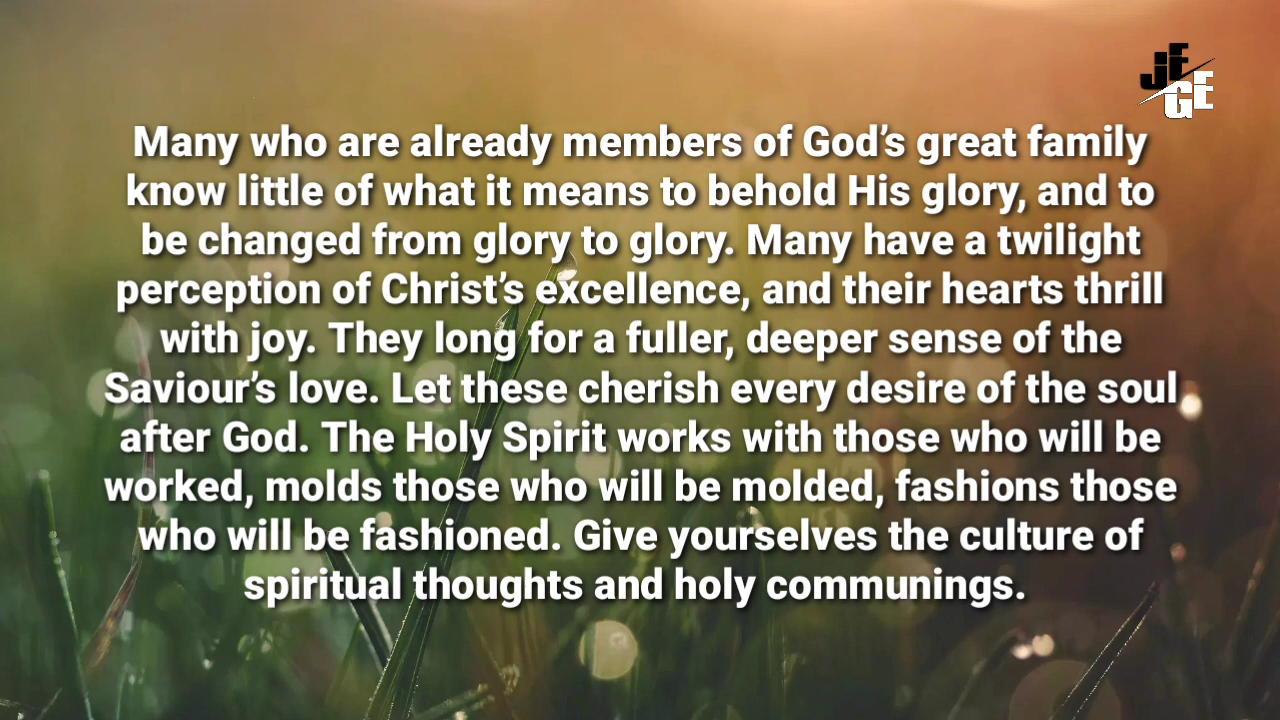 JF
GFE
Many who are already members of God’s great family
know little of what it means to behold His glory, and to
be changed from glory to glory. Many have a twilight
perception of Christ’s excellence, and their hearts thrill
with joy. They long for a fuller, deeper sense of the
Saviour’s love. Let these cherish every desire of the soul
after God. The Holy Spirit works with those who will be
worked, molds those who will be molded, fashions those
who will be fashioned. Give yourselves the culture of
spiritual thoughts and holy communings.